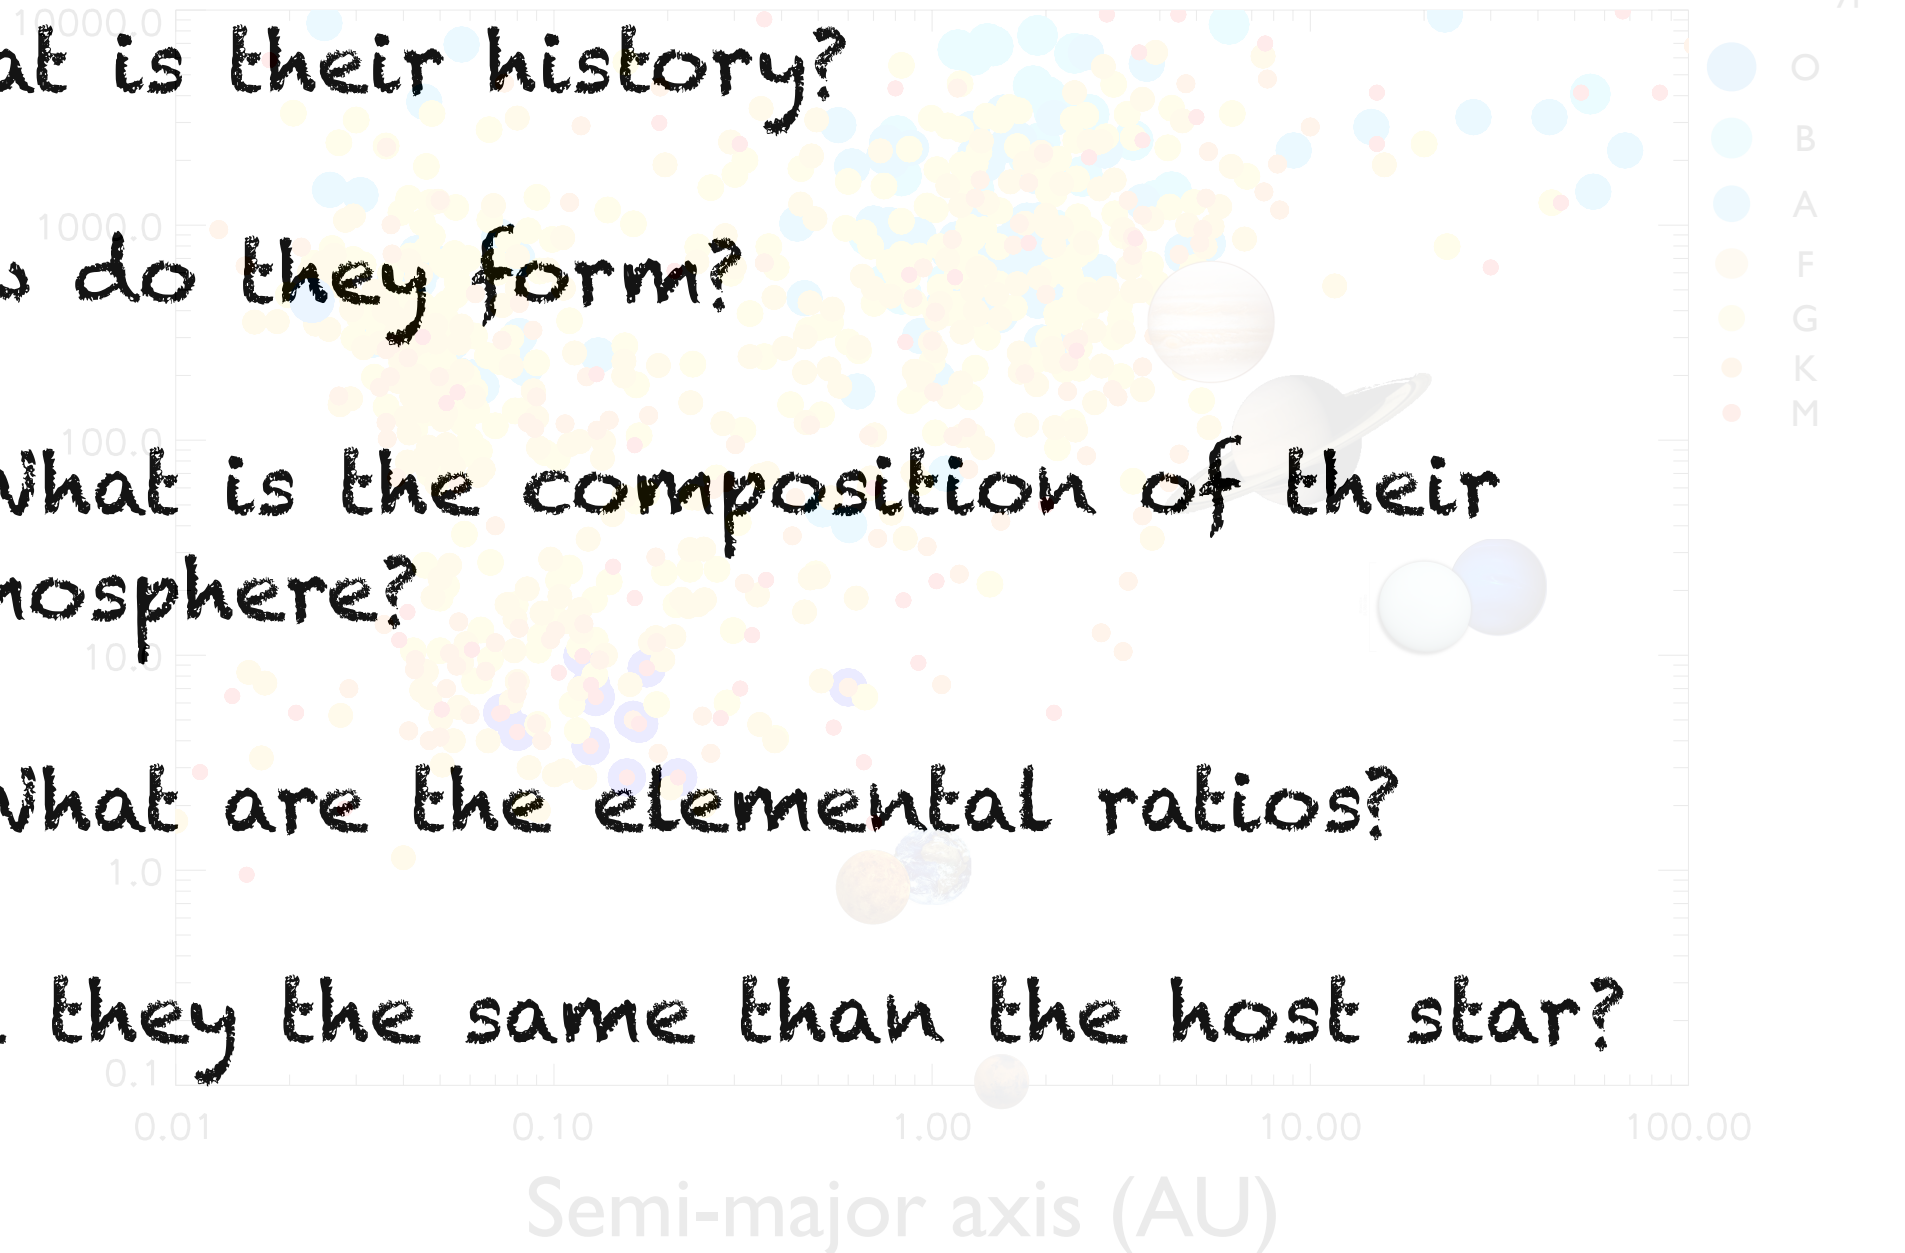 10000.0
at is their history?
O
B
A
1000.0
do they form?
F
G
K
M
100.0
What is the composition of their
mosphere?
10.0
What are the elemental ratios?
1.0
they the same than the host star?
0.1
0.01 0.10 1.00 10.00 100.00
Semi-major axis (AU)